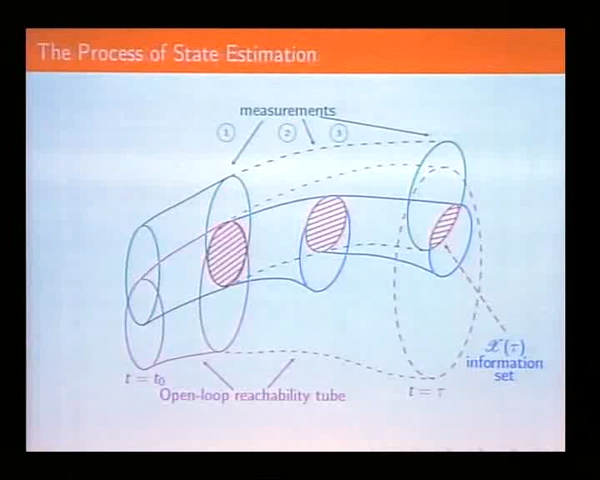 The Process of State Estimation
measurements
1 2 3
t = t₀
Open-loop reachability tube
t = τ
𝒳(τ)
information
set